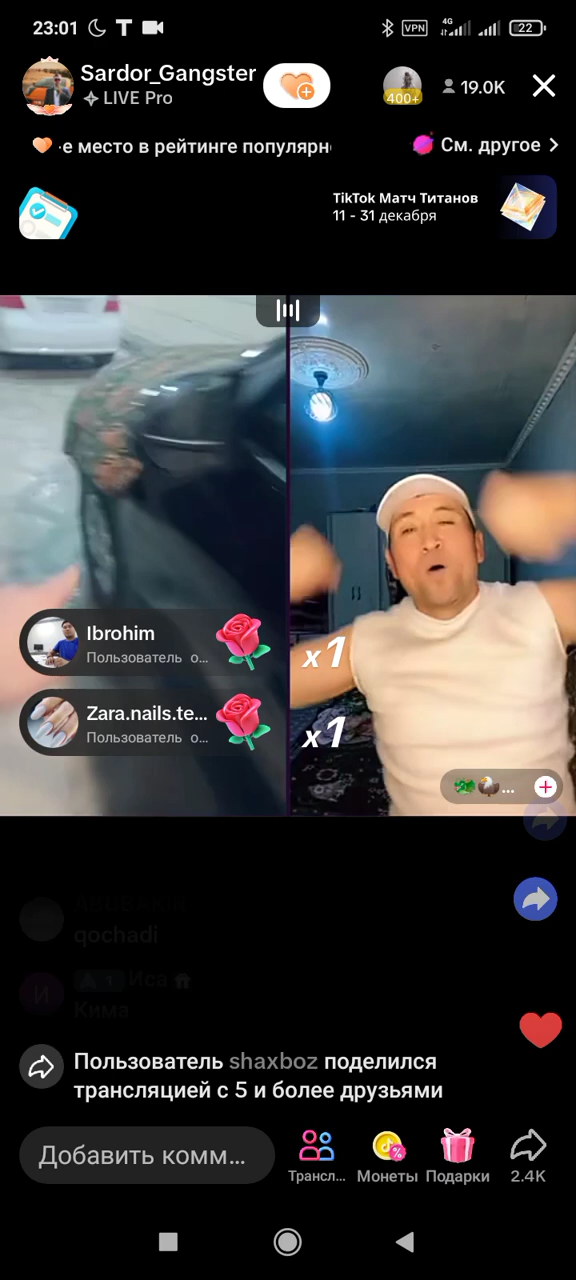 23:01
VPN
4G
22
Sardor_Gangster
LIVE Pro
400+
19.0K
-е место в рейтинге популярн
См. другое
TikTok Матч Титанов
11 - 31 декабря
Ibrohim
Пользователь о...
x1
Zara.nails.te...
Пользователь о...
x1
...
qochadi
И
1 Иса
Кима
Пользователь shaxboz поделился
трансляцией с 5 и более друзьями
Добавить комм...
Трансл...
Монеты
Подарки
2.4K